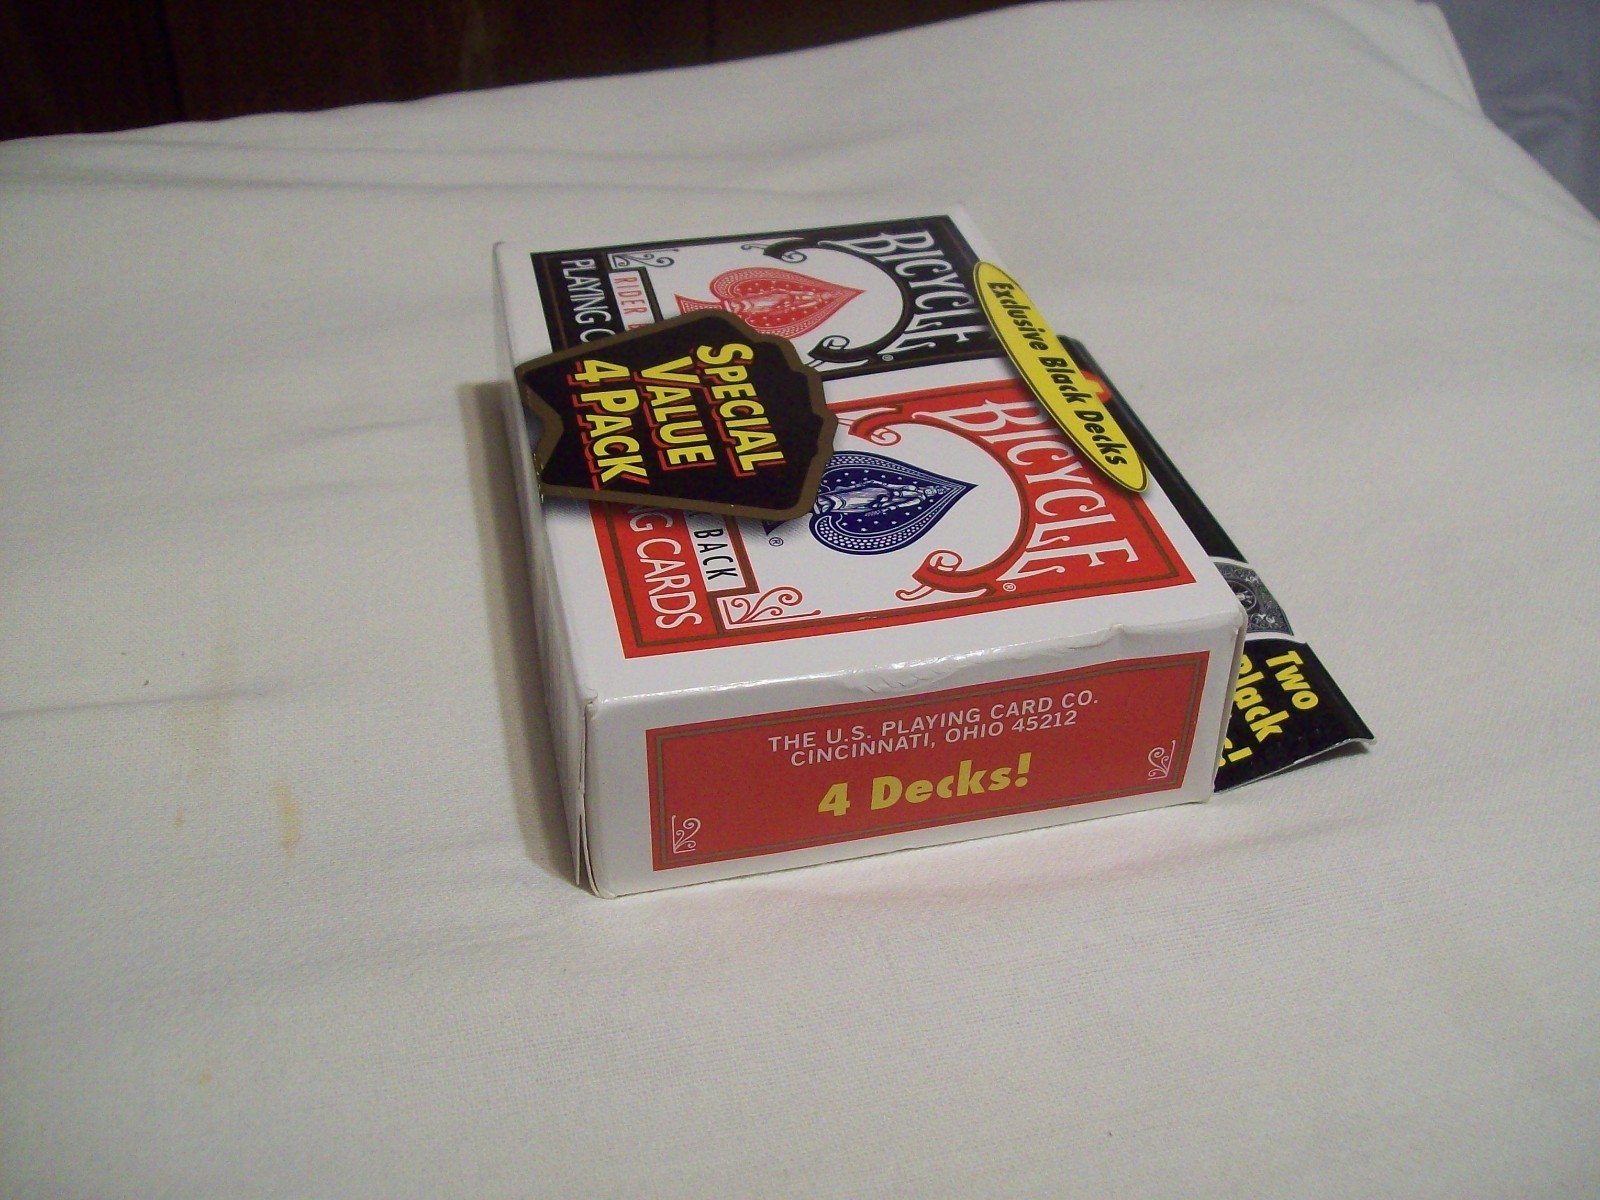 BICYCLE
®
RIDER
PLAYING
Exclusive Black Decks
SPECIAL
VALUE
4 PACK
BICYCLE
®
®
BACK
CARDS
THE U.S. PLAYING CARD CO.
CINCINNATI, OHIO 45212
4 Decks!
Two
Black